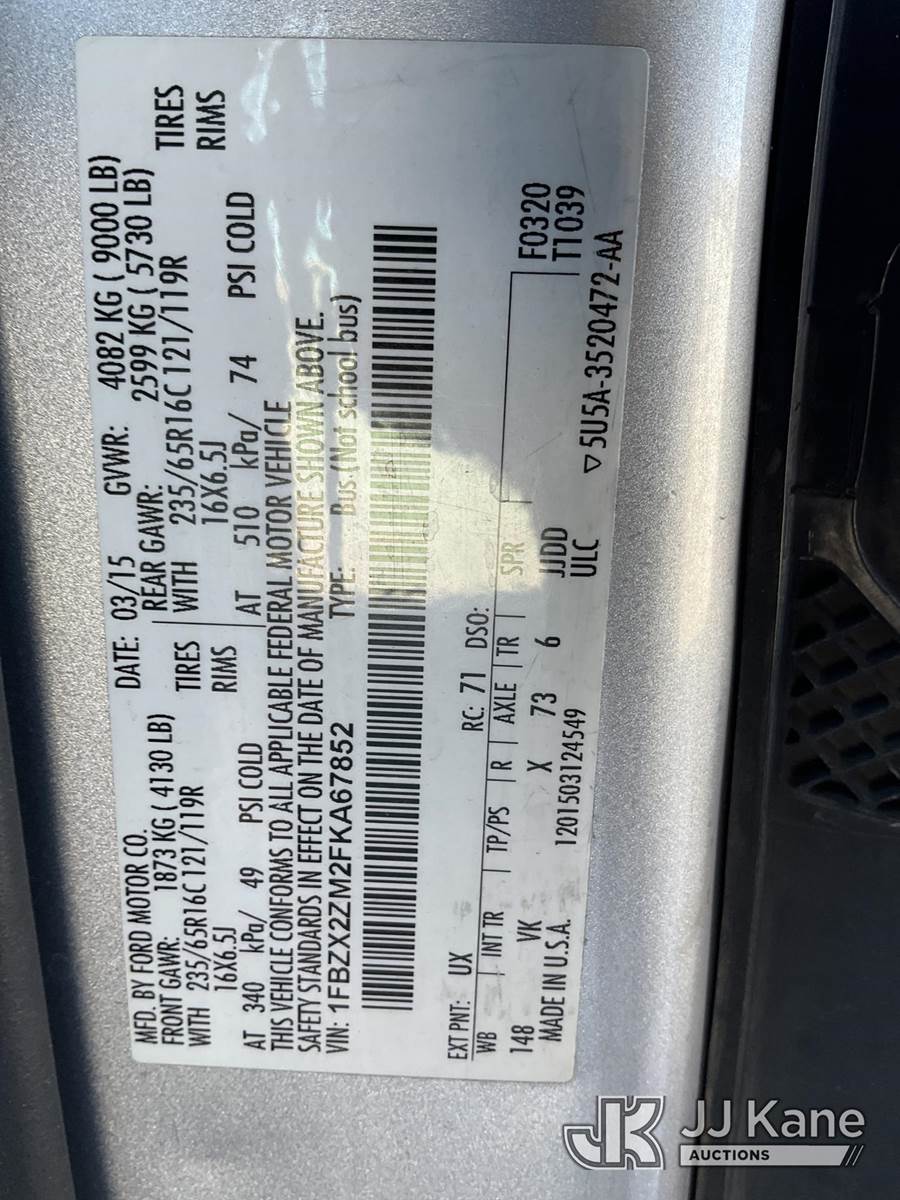 MFD. BY FORD MOTOR CO. DATE: 03/15 GVWR: 4082 KG ( 9000 LB)
FRONT GAWR: 1873 KG ( 4130 LB) REAR GAWR: 2599 KG ( 5730 LB)
WITH 235/65R16C 121/119R TIRES WITH 235/65R16C 121/119R TIRES
16X6.5J RIMS 16X6.5J RIMS
AT 340 kPa/ 49 PSI COLD AT 510 kPa/ 74 PSI COLD
THIS VEHICLE CONFORMS TO ALL APPLICABLE FEDERAL MOTOR VEHICLE
SAFETY STANDARDS IN EFFECT ON THE DATE OF MANUFACTURE SHOWN ABOVE.
VIN: 1FBZX2ZM2FKA67852 TYPE: Bus (Not school bus)
EXT PNT: UX RC: 71 DSO:
WB INT TR TP/PS R AXLE TR SPR F0320
148 VK X 73 6 JJDD T1039
MADE IN U.S.A. 1201503124549 ULC ▽5U5A-3520472-AA
JJ Kane
AUCTIONS